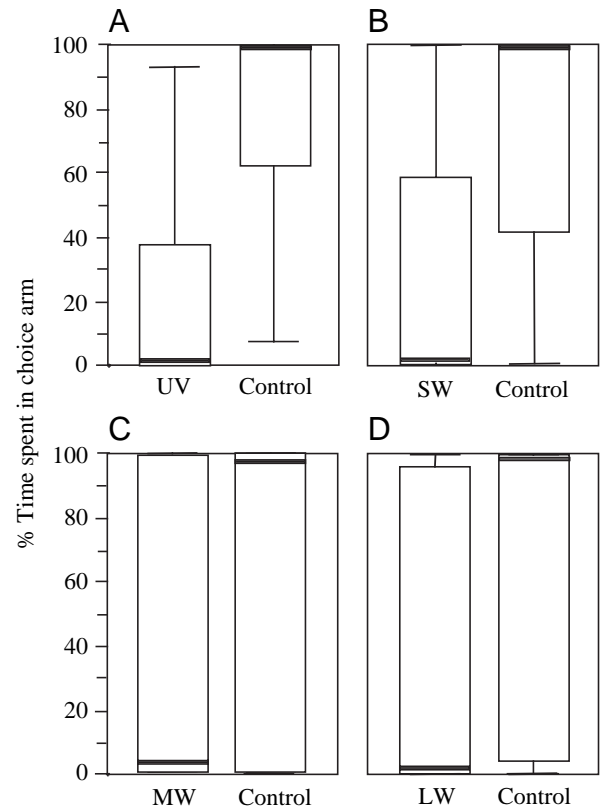 A
B
100
80
60
40
20
0
UV Control
SW Control
% Time spent in choice arm
C
D
100
80
60
40
20
0
MW Control
LW Control